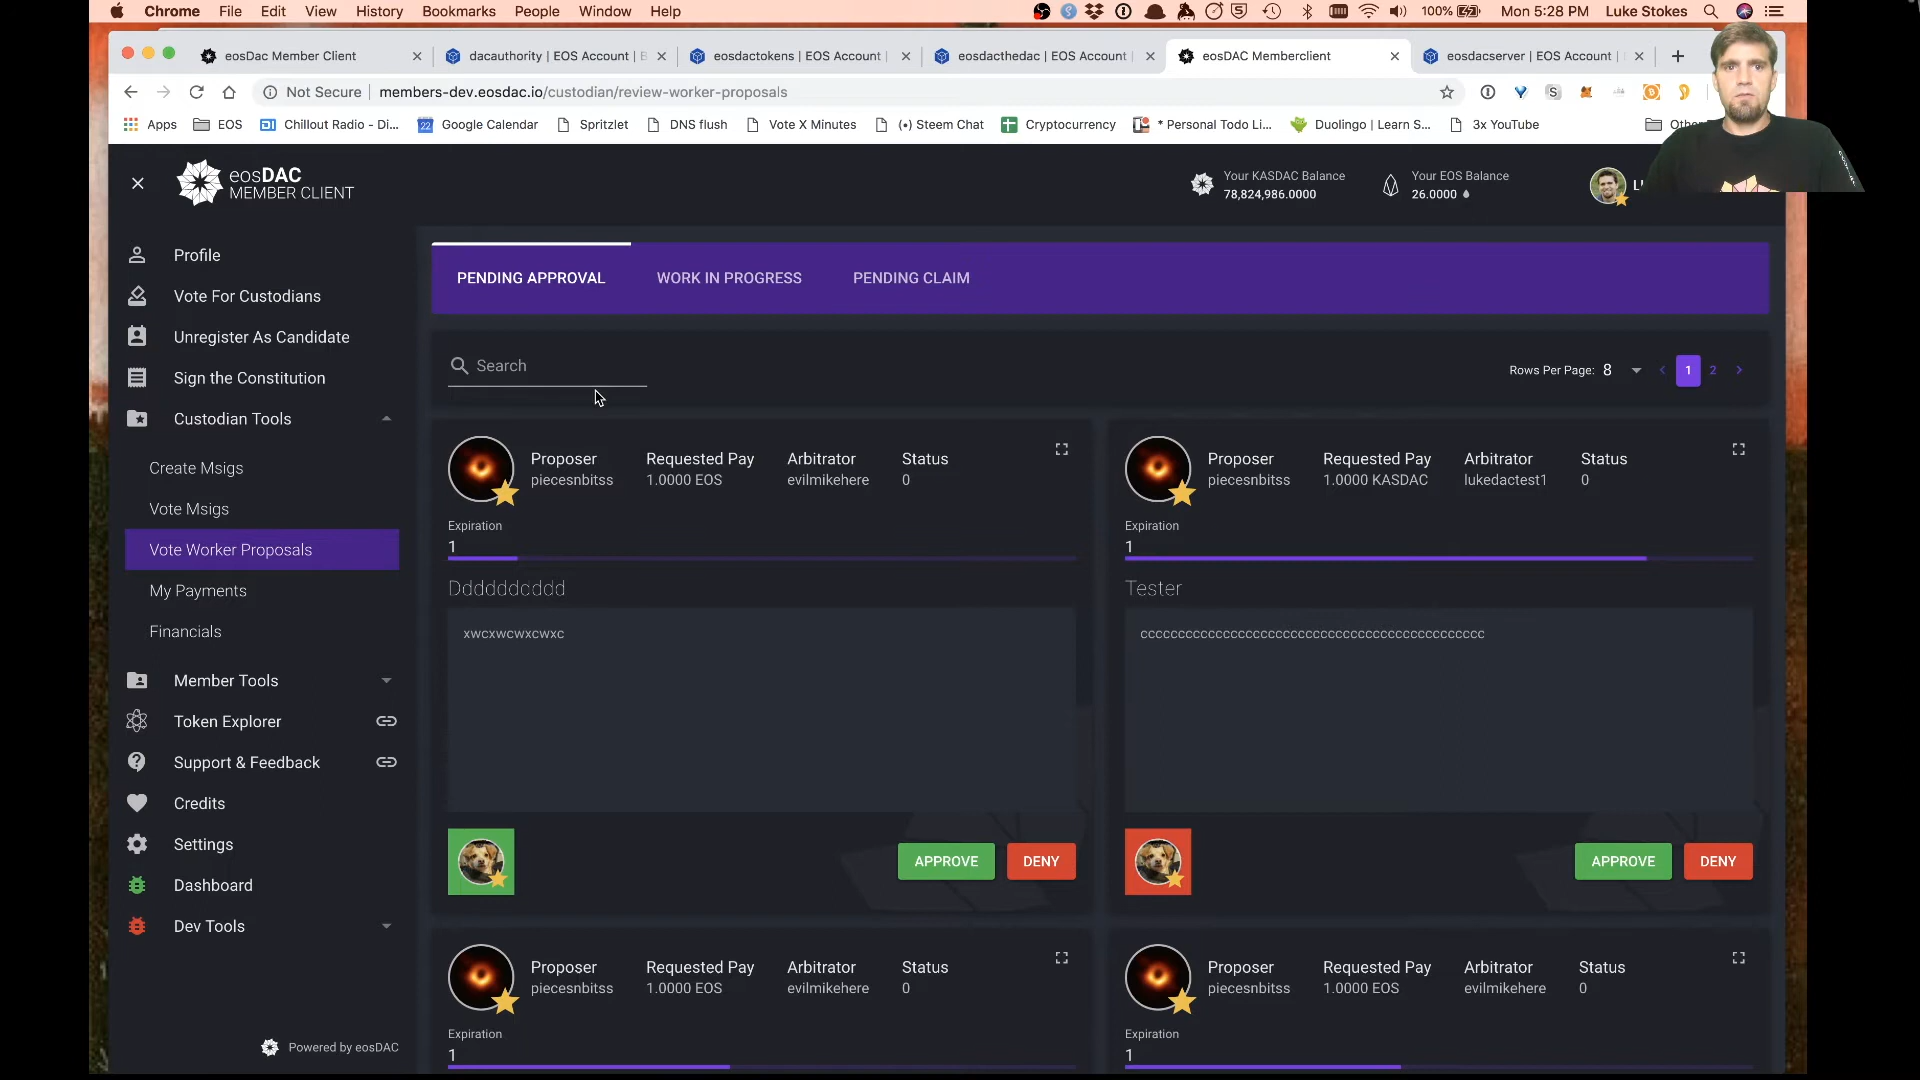 Chrome File Edit View History Bookmarks People Window Help 100% Mon 5:28 PM Luke Stokes
eosDac Member Client
dacauthority | EOS Account | B
eosdactokens | EOS Account |
eosdacthedac | EOS Account |
eosDAC Memberclient
eosdacserver | EOS Account |
Not Secure | members-dev.eosdac.io/custodian/review-worker-proposals
Apps EOS Chillout Radio - Di... Google Calendar Spritzlet DNS flush Vote X Minutes (•) Steem Chat Cryptocurrency * Personal Todo Li... Duolingo | Learn S... 3x YouTube
eosDAC
MEMBER CLIENT
Your KASDAC Balance
78,824,986.0000
Your EOS Balance
26.0000
Profile
Vote For Custodians
Unregister As Candidate
Sign the Constitution
Custodian Tools
Create Msigs
Vote Msigs
Vote Worker Proposals
My Payments
Financials
Member Tools
Token Explorer
Support & Feedback
Credits
Settings
Dashboard
Dev Tools
Powered by eosDAC
PENDING APPROVAL WORK IN PROGRESS PENDING CLAIM
Search
Rows Per Page: 8 1 2
Proposer Requested Pay Arbitrator Status
piecesnbitss 1.0000 EOS evilmikehere 0
Expiration
1
xwcxwcwxcwxc
APPROVE DENY
Proposer Requested Pay Arbitrator Status
piecesnbitss 1.0000 KASDAC lukedactest1 0
Expiration
1
Tester
APPROVE DENY
Proposer Requested Pay Arbitrator Status
piecesnbitss 1.0000 EOS evilmikehere 0
Expiration
1
Proposer Requested Pay Arbitrator Status
piecesnbitss 1.0000 EOS evilmikehere 0
Expiration
1